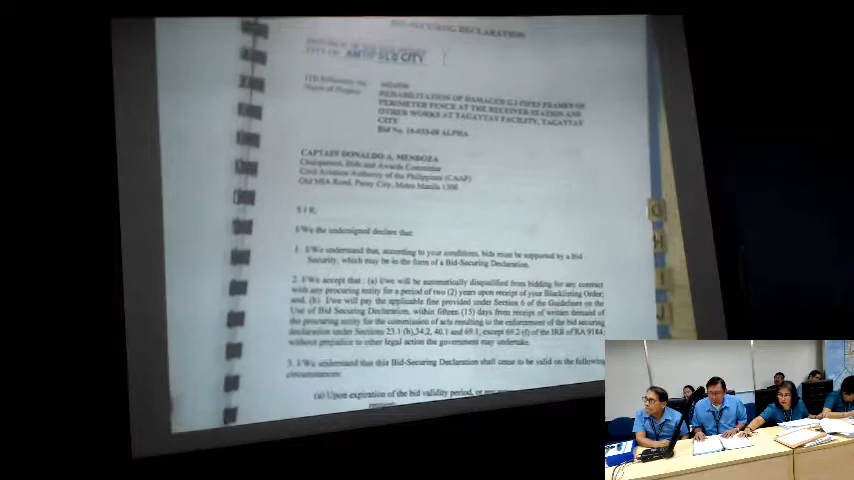 BID-SECURING DECLARATION
REPUBLIC OF THE PHILIPPINES
CITY OF ANTIPOLO CITY
Name of Project
REHABILITATION OF DAMAGED G.I PIPES FRAMES OF
PERIMETER FENCE AT THE RECEIVER STATION AND
OTHER WORKS AT TAGAYTAY FACILITY, TAGAYTAY
CITY
ALPHA
CAPTAIN DONALDO A. MENDOZA
Chairperson, Bids and Awards Committee
Civil Aviation Authority of the Philippines (CAAP)
Old MIA Road, Pasay City, Metro Manila 1300
S I R;
I/We the undersigned declare that:
1. I/We understand that, according to your conditions, bids must be supported by a Bid
Security, which may be in the form of a Bid-Securing Declaration.
2. I/We accept that : (a) I/we will be automatically disqualified from bidding for any contract
with any procuring entity for a period of two (2) years upon receipt of your Blacklisting Order;
and, (b) I/we will pay the applicable fine provided under Section 6 of the Guidelines on the
Use of Bid Securing Declaration, within fifteen (15) days from receipt of written demand of
the procuring entity for the commission of acts resulting to the enforcement of the bid securing
declaration under Sections 23.1 (b),34.2, 40.1 and 69.1, except 69.2 (f) of the IRR of RA 9184;
without prejudice to other legal action the government may undertake.
3. I/We understand that this Bid-Securing Declaration shall cease to be valid on the following
circumstances:
(a) Upon expiration of the bid validity period, or any
G
H
I
J